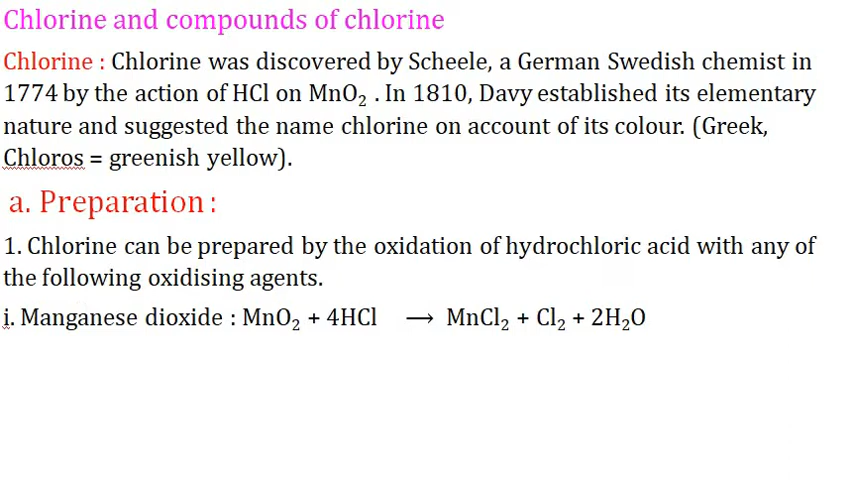 Chlorine and compounds of chlorine
Chlorine : Chlorine was discovered by Scheele, a German Swedish chemist in
1774 by the action of HCl on MnO₂ . In 1810, Davy established its elementary
nature and suggested the name chlorine on account of its colour. (Greek,
Chloros = greenish yellow).
a. Preparation :
1. Chlorine can be prepared by the oxidation of hydrochloric acid with any of
the following oxidising agents.
i. Manganese dioxide : MnO₂ + 4HCl ⟶ MnCl₂ + Cl₂ + 2H₂O